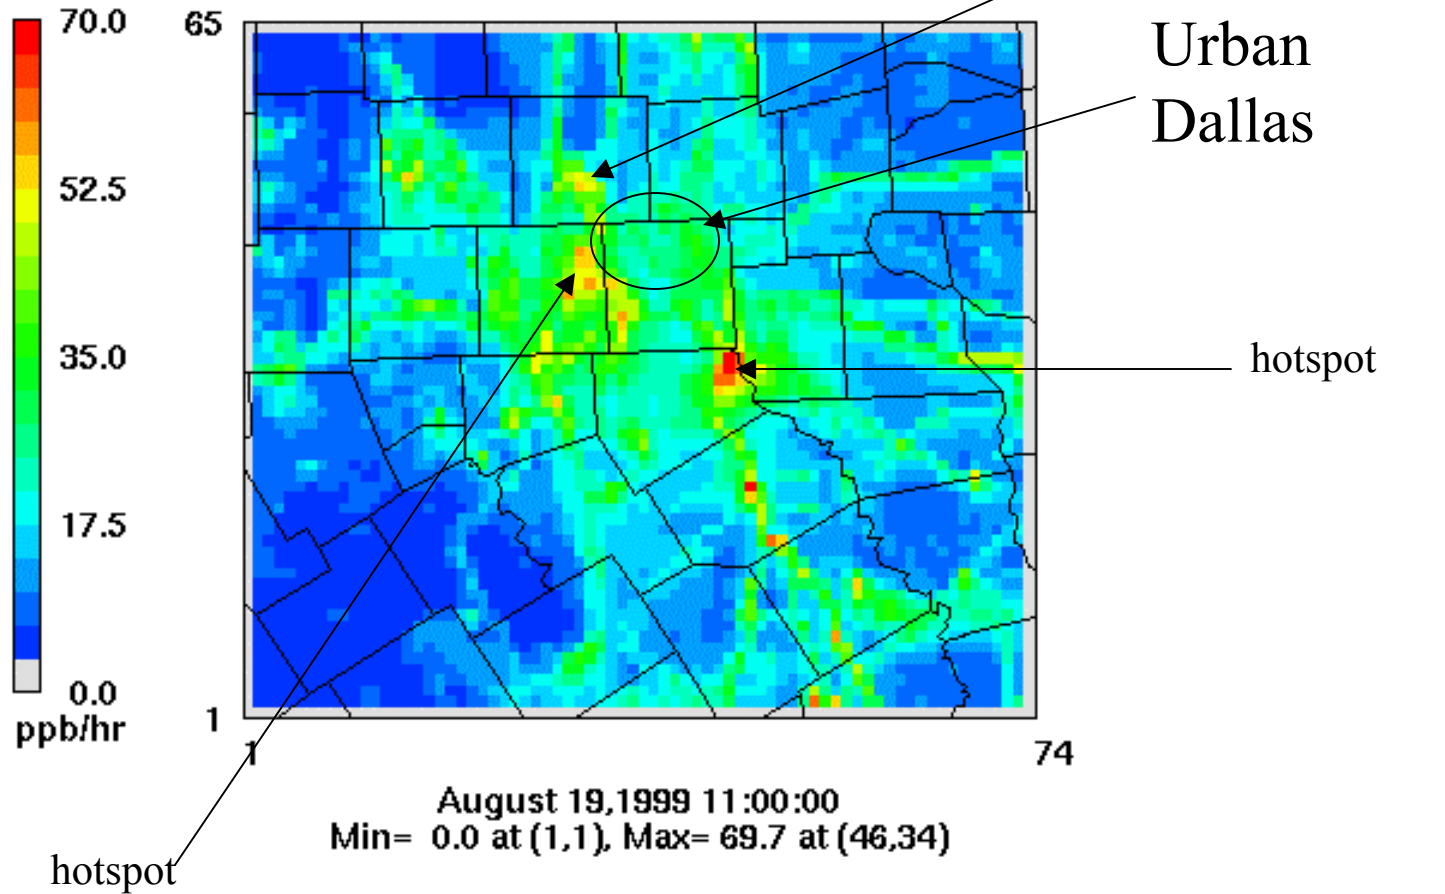 70.0
65
Urban
Dallas
52.5
35.0
hotspot
17.5
0.0
ppb/hr
1
1
74
August 19,1999 11:00:00
Min= 0.0 at (1,1), Max= 69.7 at (46,34)
hotspot